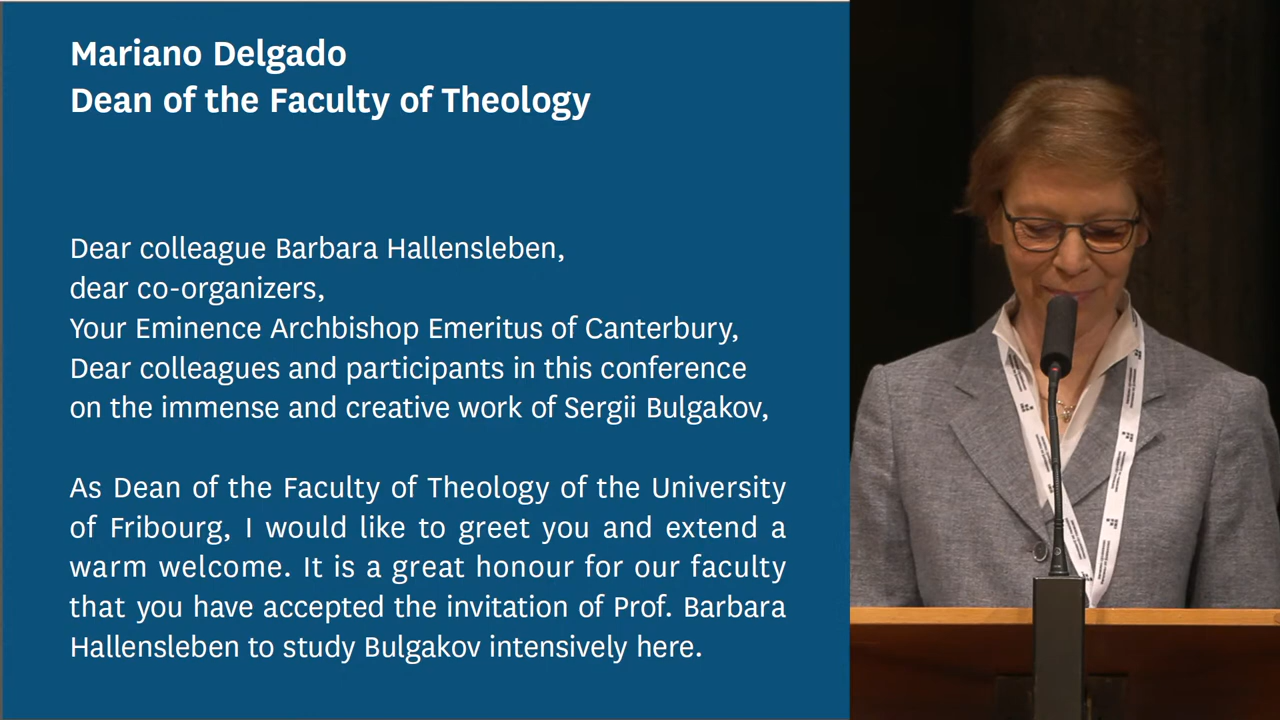 Mariano Delgado
Dean of the Faculty of Theology
Dear colleague Barbara Hallensleben,
dear co-organizers,
Your Eminence Archbishop Emeritus of Canterbury,
Dear colleagues and participants in this conference
on the immense and creative work of Sergii Bulgakov,
As Dean of the Faculty of Theology of the University
of Fribourg, I would like to greet you and extend a
warm welcome. It is a great honour for our faculty
that you have accepted the invitation of Prof. Barbara
Hallensleben to study Bulgakov intensively here.